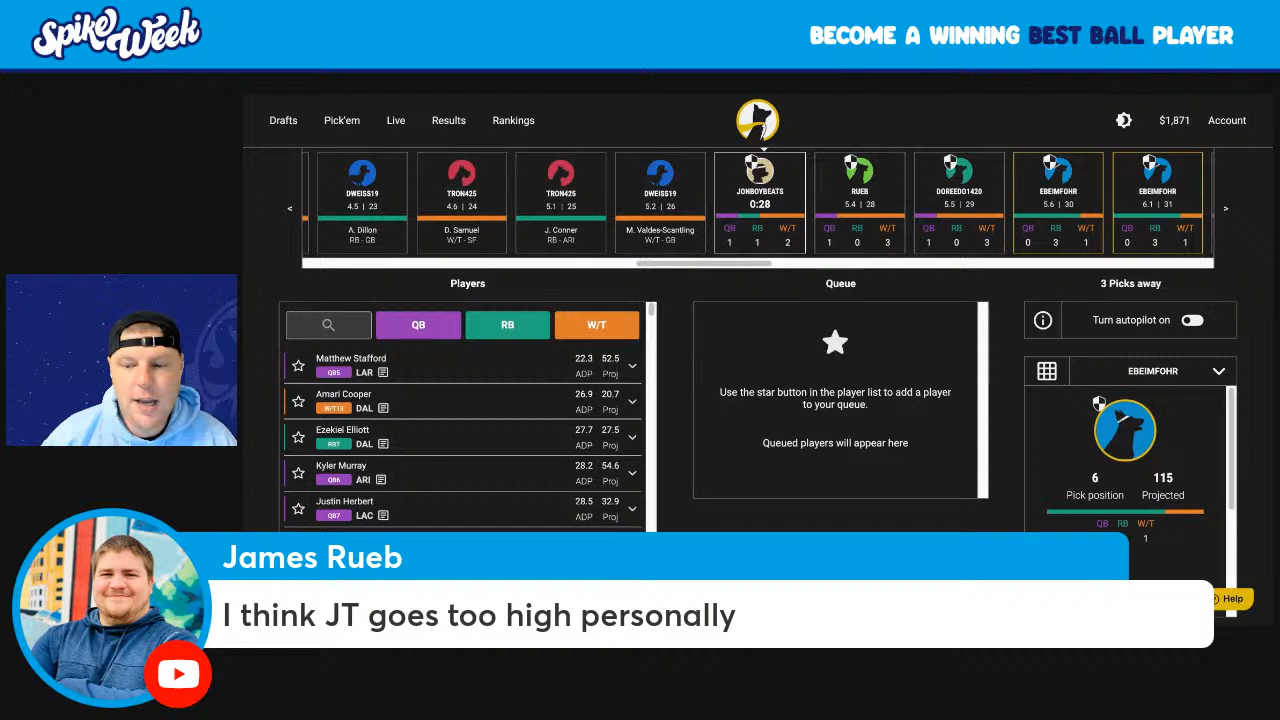 Spike Week
BECOME A WINNING BEST BALL PLAYER
Drafts Pick'em Live Results Rankings
$1,871 Account
<
DWEISS19
4.5 | 23
A. Dillon
RB - GB
TRON425
4.6 | 24
D. Samuel
W/T - SF
TRON425
5.1 | 25
J. Conner
RB - ARI
DWEISS19
5.2 | 26
M. Valdes-Scantling
W/T - GB
JONBOYBEATS
0:28
QB RB W/T
1 1 2
RUEB
5.4 | 28
QB RB W/T
1 0 3
DOREEDO1420
5.5 | 29
QB RB W/T
1 0 3
EBEIMFOHR
5.6 | 30
QB RB W/T
0 3 1
EBEIMFOHR
6.1 | 31
QB RB W/T
0 3 1
>
Players
QB RB W/T
Matthew Stafford 22.3 52.5
QB5 LAR ADP Proj
Amari Cooper 26.9 20.7
W/T13 DAL ADP Proj
Ezekiel Elliott 27.7 27.5
RB7 DAL ADP Proj
Kyler Murray 28.2 54.6
QB6 ARI ADP Proj
Justin Herbert 28.5 32.9
QB7 LAC ADP Proj
Queue
Use the star button in the player list to add a player
to your queue.
Queued players will appear here
3 Picks away
Turn autopilot on
EBEIMFOHR
6 115
Pick position Projected
QB RB W/T
1
Help
James Rueb
I think JT goes too high personally